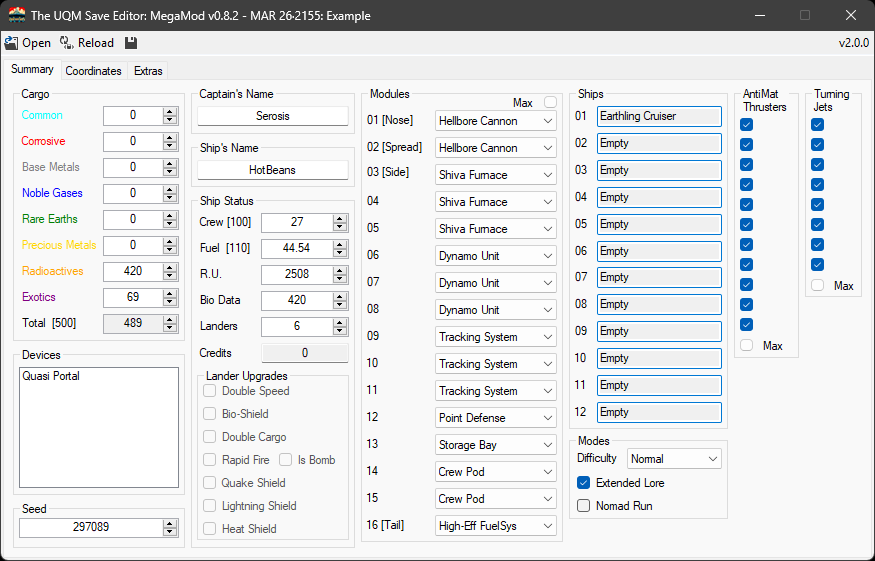 The UQM Save Editor: MegaMod v0.8.2 - MAR 26·2155: Example
Open Reload v2.0.0
Summary Coordinates Extras
Cargo
Common 0
Corrosive 0
Base Metals 0
Noble Gases 0
Rare Earths 0
Precious Metals 0
Radioactives 420
Exotics 69
Total [500] 489
Devices
Quasi Portal
Seed
297089
Captain's Name
Serosis
Ship's Name
HotBeans
Ship Status
Crew [100] 27
Fuel [110] 44.54
R.U. 2508
Bio Data 420
Landers 6
Credits 0
Lander Upgrades
Double Speed
Bio-Shield
Double Cargo
Rapid Fire Is Bomb
Quake Shield
Lightning Shield
Heat Shield
Modules
Max
01 [Nose] Hellbore Cannon
02 [Spread] Hellbore Cannon
03 [Side] Shiva Furnace
04 Shiva Furnace
05 Shiva Furnace
06 Dynamo Unit
07 Dynamo Unit
08 Dynamo Unit
09 Tracking System
10 Tracking System
11 Tracking System
12 Point Defense
13 Storage Bay
14 Crew Pod
15 Crew Pod
16 [Tail] High-Eff FuelSys
Ships
01 Earthling Cruiser
02 Empty
03 Empty
04 Empty
05 Empty
06 Empty
07 Empty
08 Empty
09 Empty
10 Empty
11 Empty
12 Empty
Modes
Difficulty Normal
Extended Lore
Nomad Run
AntiMat
Thrusters
Max
Turning
Jets
Max